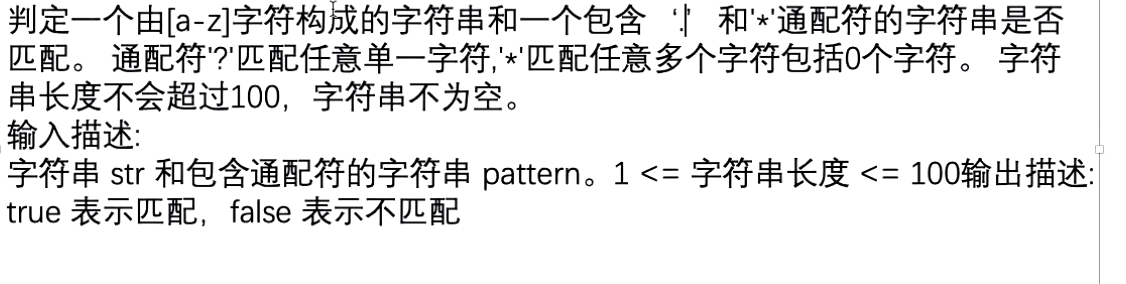 判定一个由[a-z]字符构成的字符串和一个包含 '.' 和'*'通配符的字符串是否
匹配。 通配符'?'匹配任意单一字符,'*'匹配任意多个字符包括0个字符。 字符
串长度不会超过100，字符串不为空。
输入描述:
字符串 str 和包含通配符的字符串 pattern。1 <= 字符串长度 <= 100输出描述:
true 表示匹配，false 表示不匹配